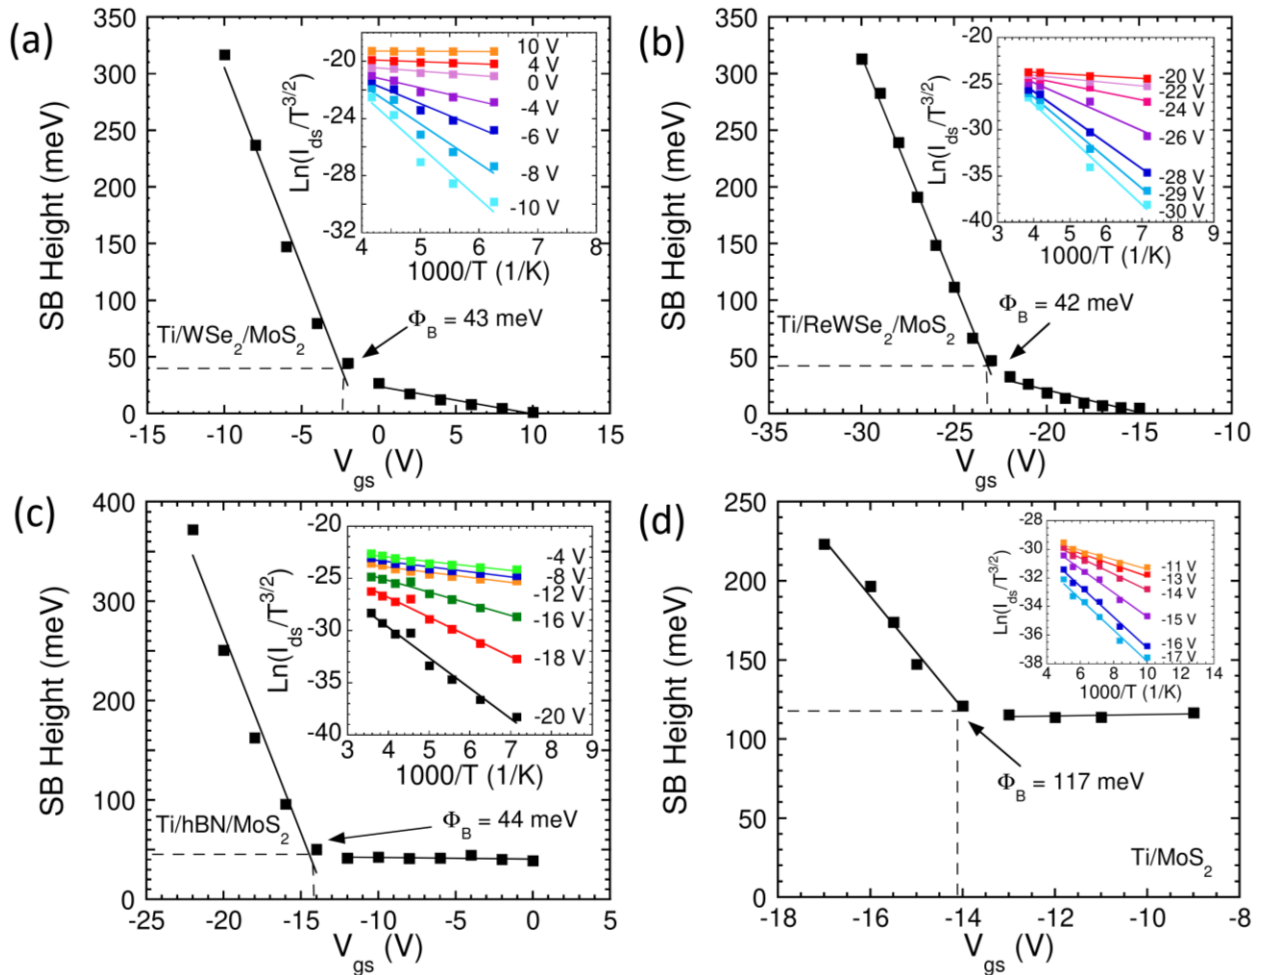 (a)
SB Height (meV)
350
300
250
200
150
100
50
0
-15
-10
-5
0
5
10
15
V_gs (V)
Ti/WSe₂/MoS₂
Φ_B = 43 meV
Ln(I_ds/T^3/2)
-20
-24
-28
-32
4
5
6
7
8
1000/T (1/K)
10 V
4 V
0 V
-4 V
-6 V
-8 V
-10 V
(b)
SB Height (meV)
350
300
250
200
150
100
50
0
-35
-30
-25
-20
-15
-10
V_gs (V)
Ti/ReWSe₂/MoS₂
Φ_B = 42 meV
Ln(I_ds/T^3/2)
-20
-25
-30
-35
-40
3
4
5
6
7
8
9
1000/T (1/K)
-20 V
-22 V
-24 V
-26 V
-28 V
-29 V
-30 V
(c)
SB Height (meV)
400
300
200
100
0
-25
-20
-15
-10
-5
0
5
V_gs (V)
Ti/hBN/MoS₂
Φ_B = 44 meV
Ln(I_ds/T^3/2)
-20
-25
-30
-35
-40
3
4
5
6
7
8
9
1000/T (1/K)
-4 V
-8 V
-12 V
-16 V
-18 V
-20 V
(d)
SB Height (meV)
250
200
150
100
50
0
-18
-16
-14
-12
-10
-8
V_gs (V)
Ti/MoS₂
Φ_B = 117 meV
Ln(I_ds/T^3/2)
-28
-30
-32
-34
-36
-38
4
6
8
10
12
14
1000/T (1/K)
-11 V
-13 V
-14 V
-15 V
-16 V
-17 V